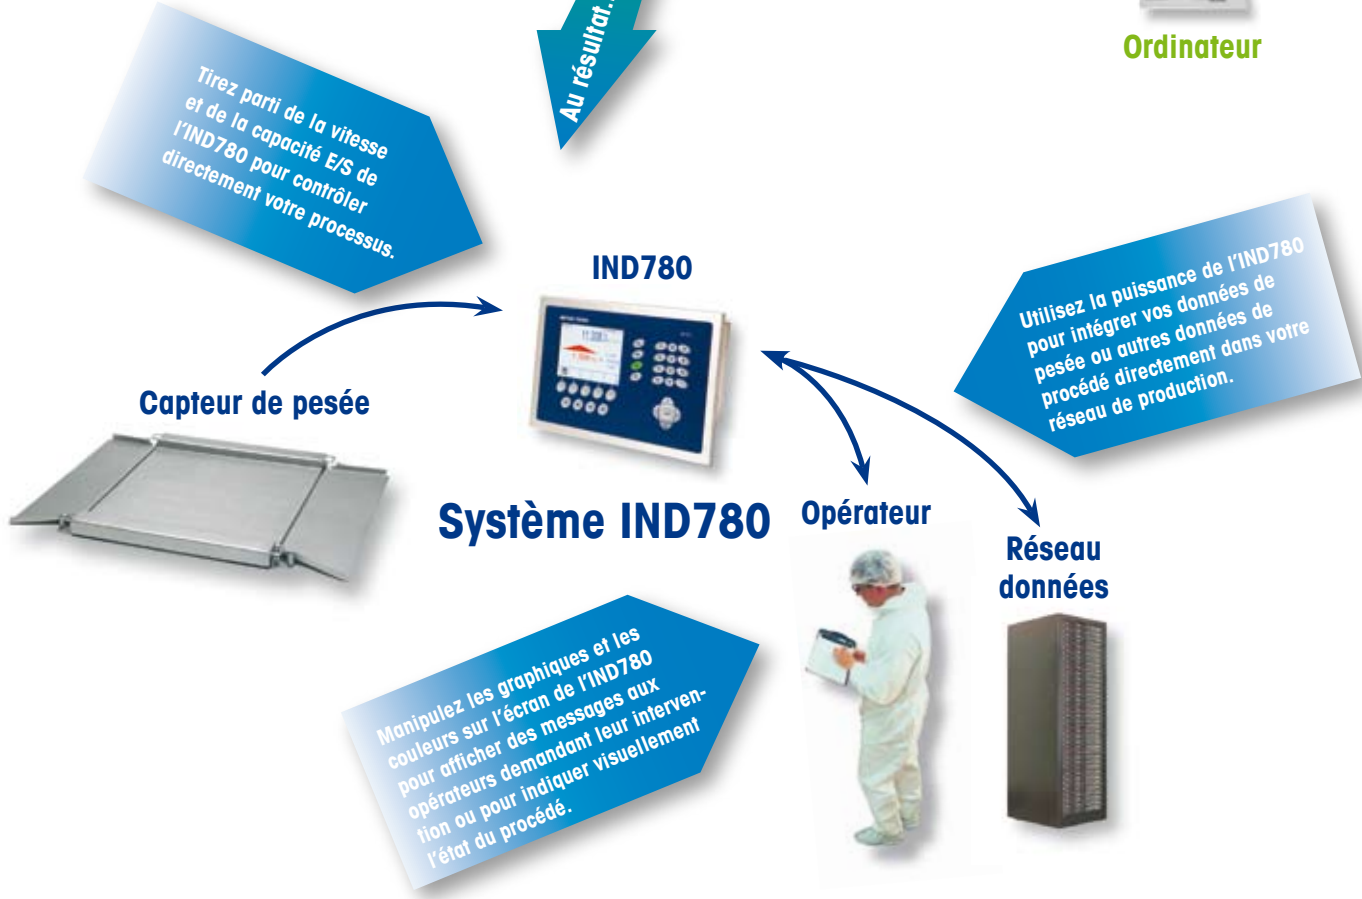 Au résultat...
Ordinateur
Tirez parti de la vitesse
et de la capacité E/S de
l'IND780 pour contrôler
directement votre processus.
IND780
Utilisez la puissance de l'IND780
pour intégrer vos données de
pesée ou autres données de
procédé directement dans votre
réseau de production.
Capteur de pesée
Système IND780
Opérateur
Réseau
données
Manipulez les graphiques et les
couleurs sur l'écran de l'IND780
pour afficher des messages aux
opérateurs demandant leur interven-
tion ou pour indiquer visuellement
l'état du procédé.